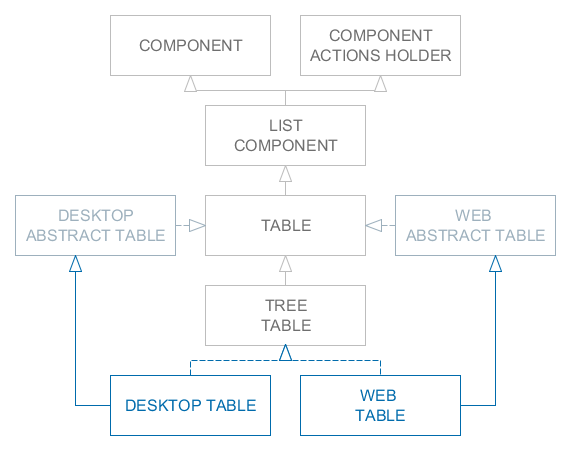 COMPONENT
COMPONENT
ACTIONS HOLDER
LIST
COMPONENT
DESKTOP
ABSTRACT TABLE
TABLE
WEB
ABSTRACT TABLE
TREE
TABLE
DESKTOP TABLE
WEB
TABLE